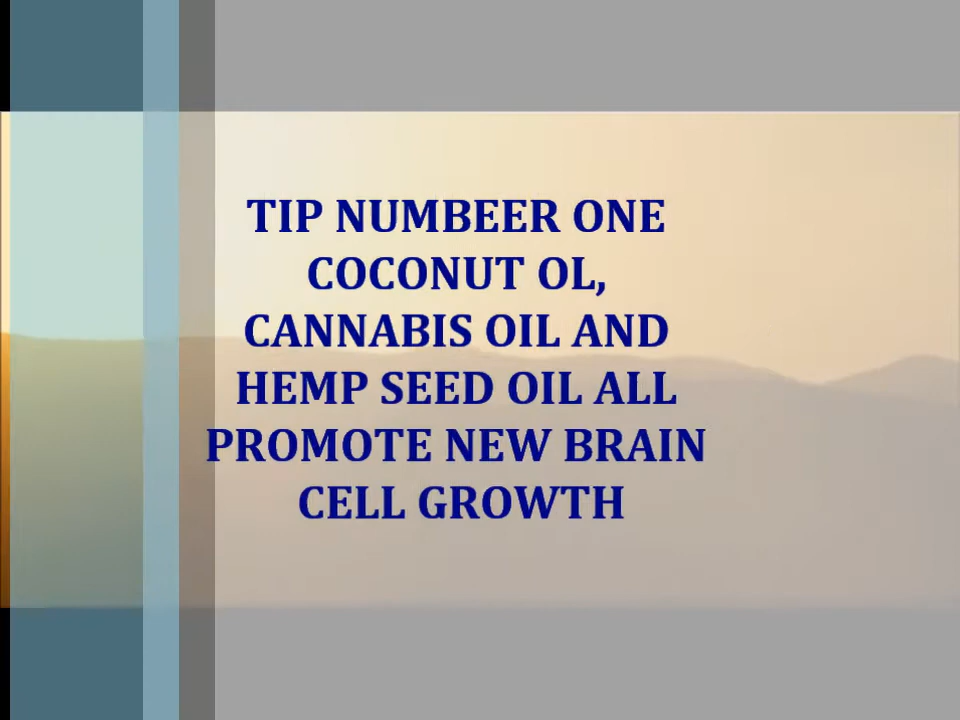 TIP NUMBEER ONE
COCONUT OL,
CANNABIS OIL AND
HEMP SEED OIL ALL
PROMOTE NEW BRAIN
CELL GROWTH